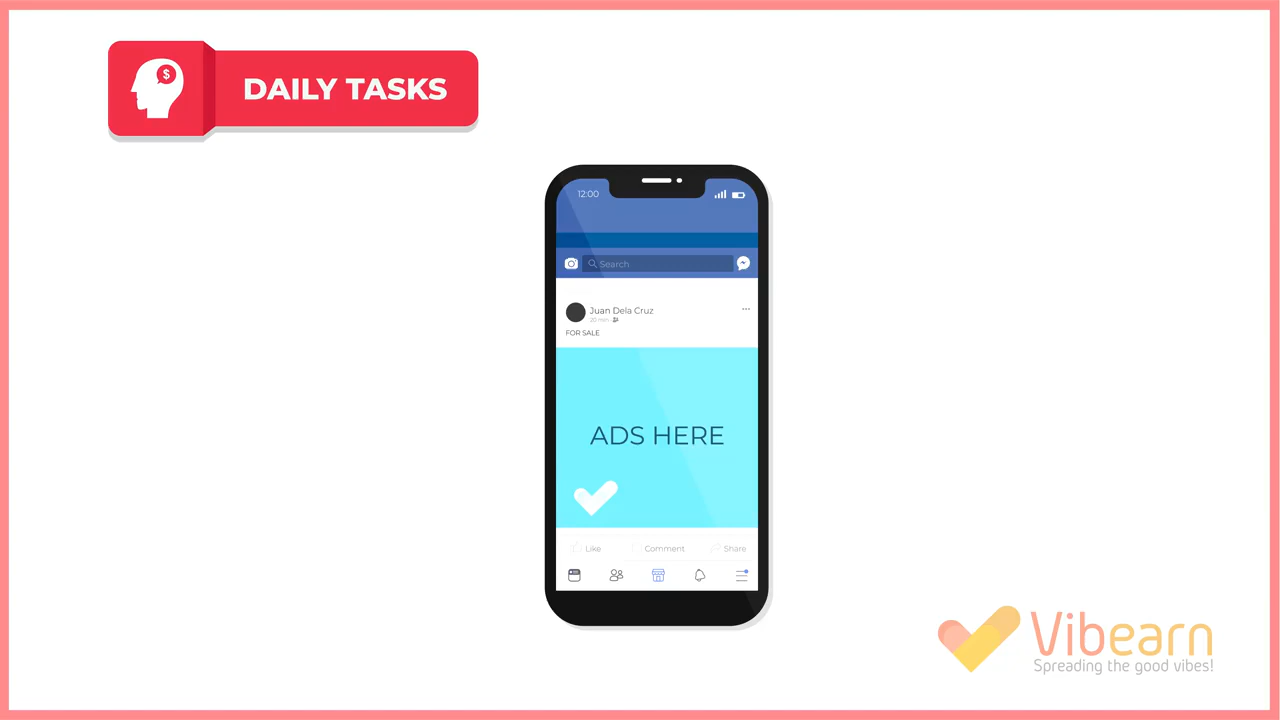 $
DAILY TASKS
12:00
Search
Juan Dela Cruz
20 min
FOR SALE
ADS HERE
Like
Comment
Share
Vibearn
Spreading the good vibes!